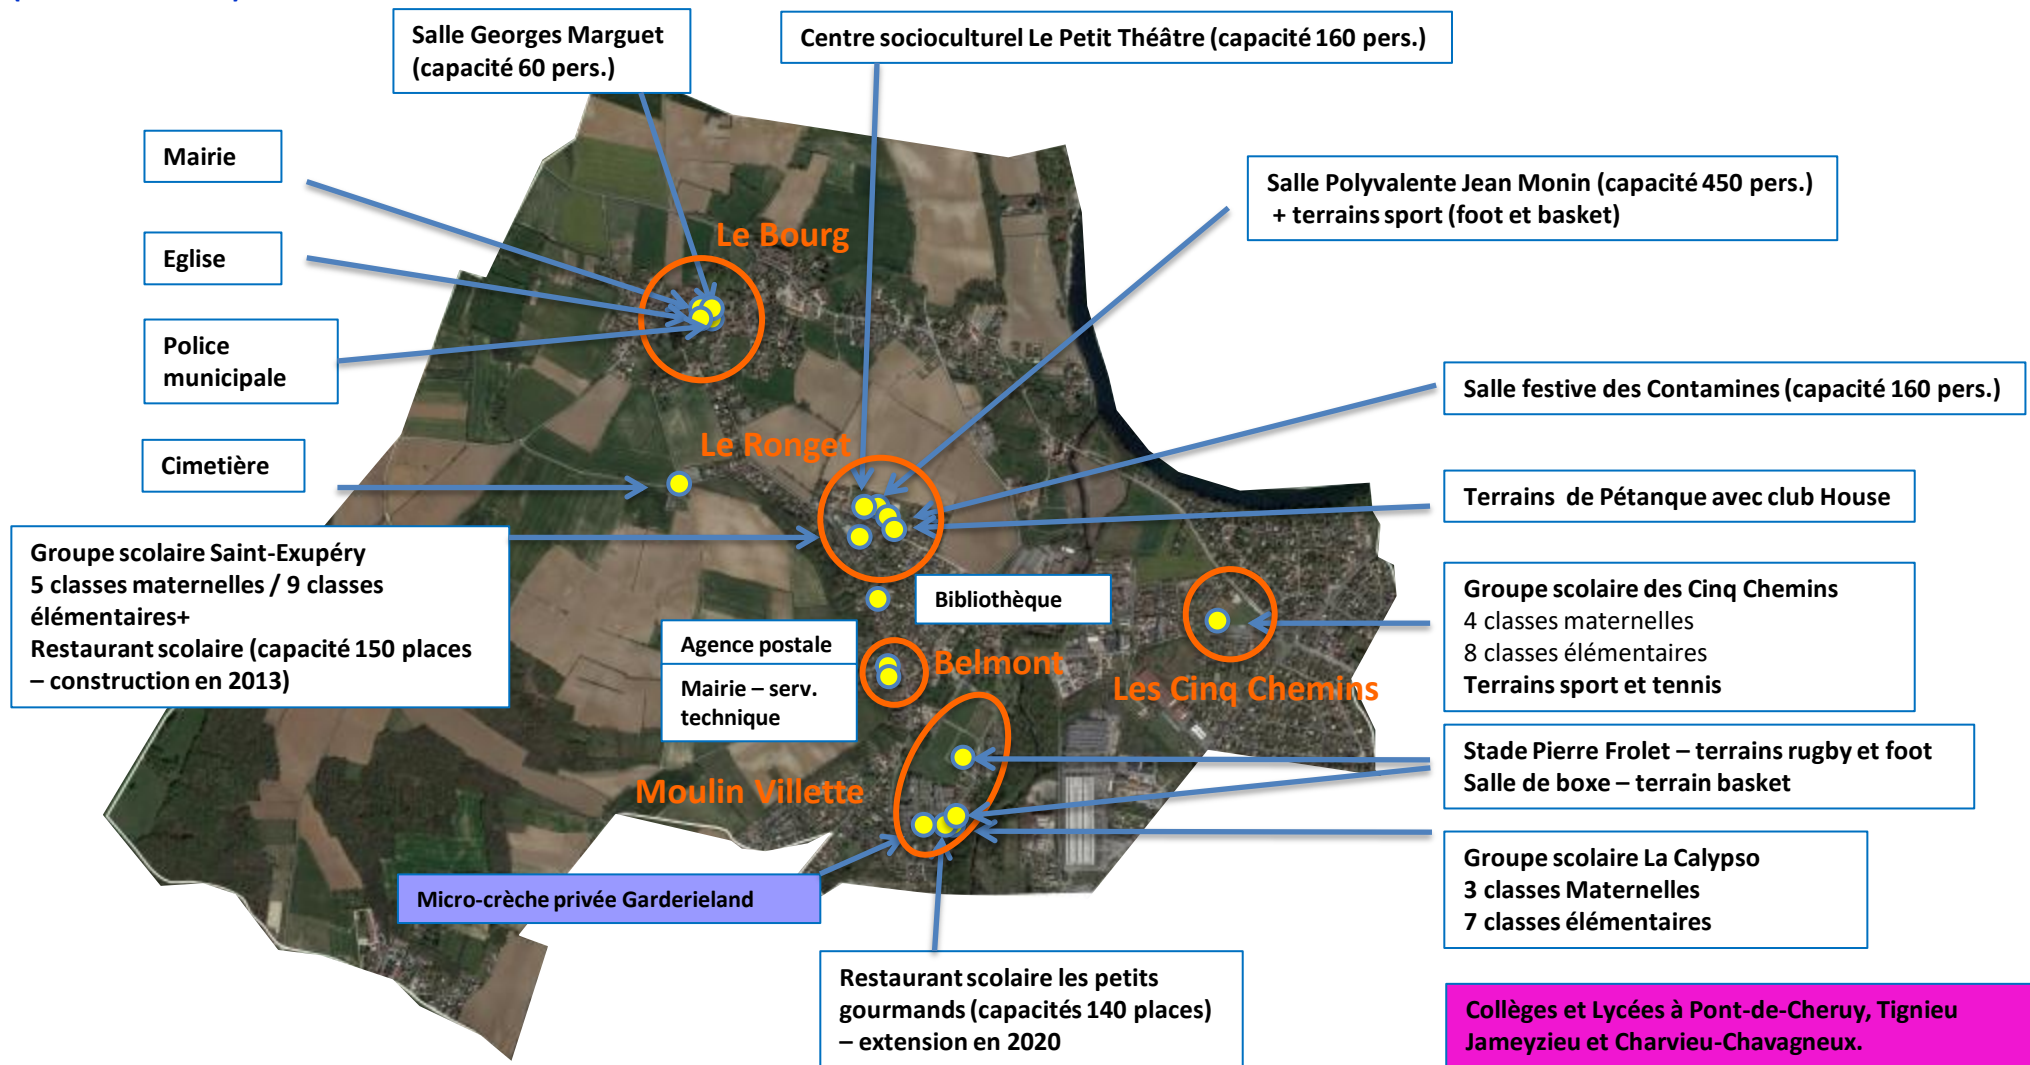 Salle Georges Marguet
(capacité 60 pers.)
Centre socioculturel Le Petit Théâtre (capacité 160 pers.)
Mairie
Salle Polyvalente Jean Monin (capacité 450 pers.)
+ terrains sport (foot et basket)
Le Bourg
Eglise
Police
municipale
Salle festive des Contamines (capacité 160 pers.)
Le Ronget
Cimetière
Terrains de Pétanque avec club House
Groupe scolaire Saint-Exupéry
5 classes maternelles / 9 classes
élémentaires+
Restaurant scolaire (capacité 150 places
– construction en 2013)
Bibliothèque
Groupe scolaire des Cinq Chemins
4 classes maternelles
8 classes élémentaires
Terrains sport et tennis
Agence postale
Mairie – serv.
technique
Belmont
Les Cinq Chemins
Stade Pierre Frolet – terrains rugby et foot
Salle de boxe – terrain basket
Moulin Villette
Groupe scolaire La Calypso
3 classes Maternelles
7 classes élémentaires
Micro-crèche privée Garderieland
Restaurant scolaire les petits
gourmands (capacités 140 places)
– extension en 2020
Collèges et Lycées à Pont-de-Cheruy, Tignieu
Jameyzieu et Charvieu-Chavagneux.